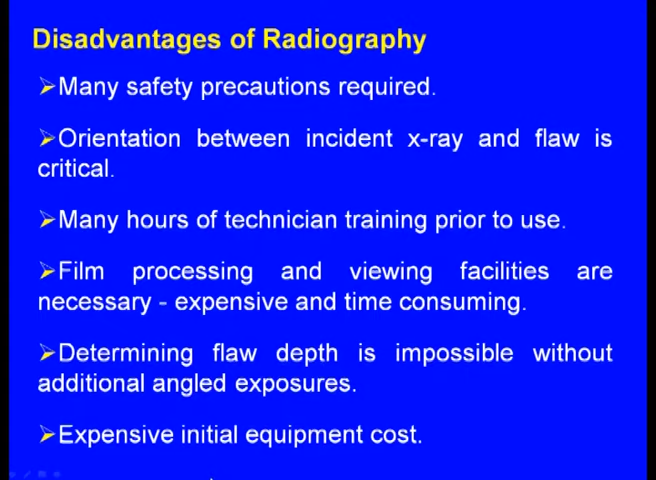 Disadvantages of Radiography
➢Many safety precautions required.
➢Orientation between incident x-ray and flaw is
critical.
➢Many hours of technician training prior to use.
➢Film processing and viewing facilities are
necessary - expensive and time consuming.
➢Determining flaw depth is impossible without
additional angled exposures.
➢Expensive initial equipment cost.